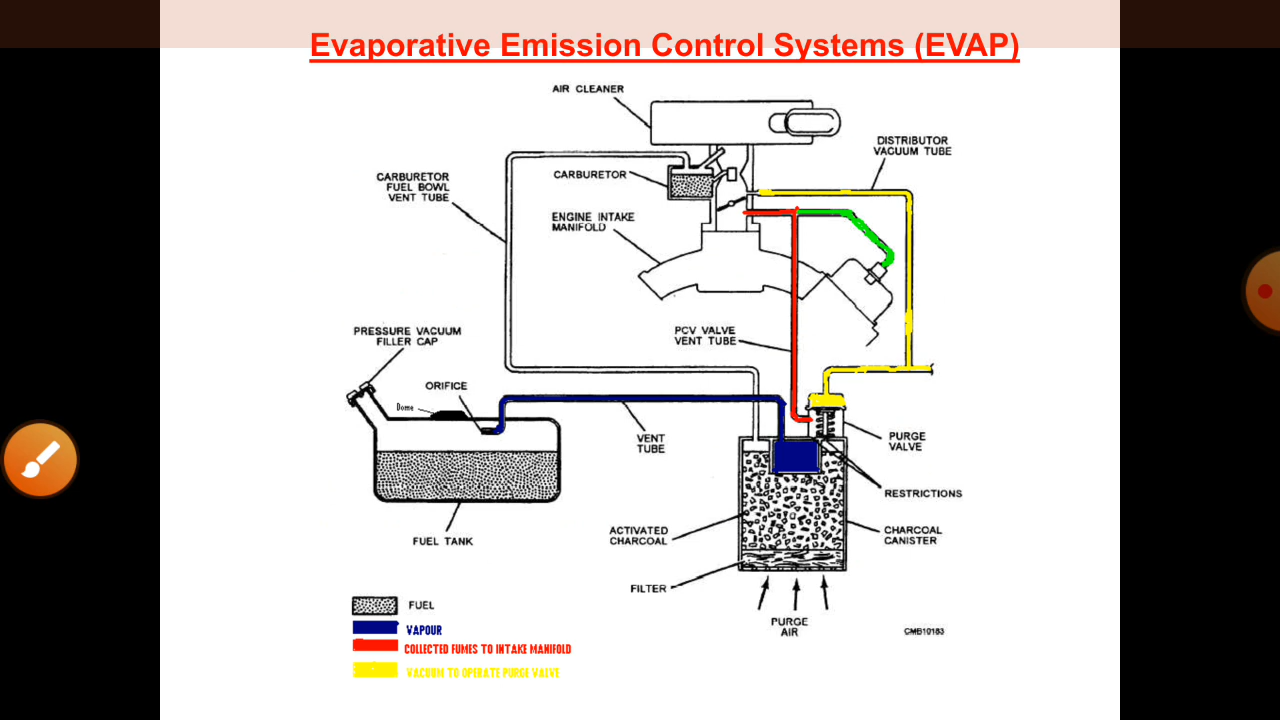 Evaporative Emission Control Systems (EVAP)
AIR CLEANER
DISTRIBUTOR
VACUUM TUBE
CARBURETOR
FUEL BOWL
VENT TUBE
CARBURETOR
ENGINE INTAKE
MANIFOLD
PRESSURE VACUUM
FILLER CAP
PCV VALVE
VENT TUBE
ORIFICE
Dome
VENT
TUBE
PURGE
VALVE
RESTRICTIONS
FUEL TANK
ACTIVATED
CHARCOAL
CHARCOAL
CANISTER
FILTER
PURGE
AIR
CMB10183
FUEL
VAPOUR
COLLECTED FUMES TO INTAKE MANIFOLD
VACUUM TO OPERATE PURGE VALVE